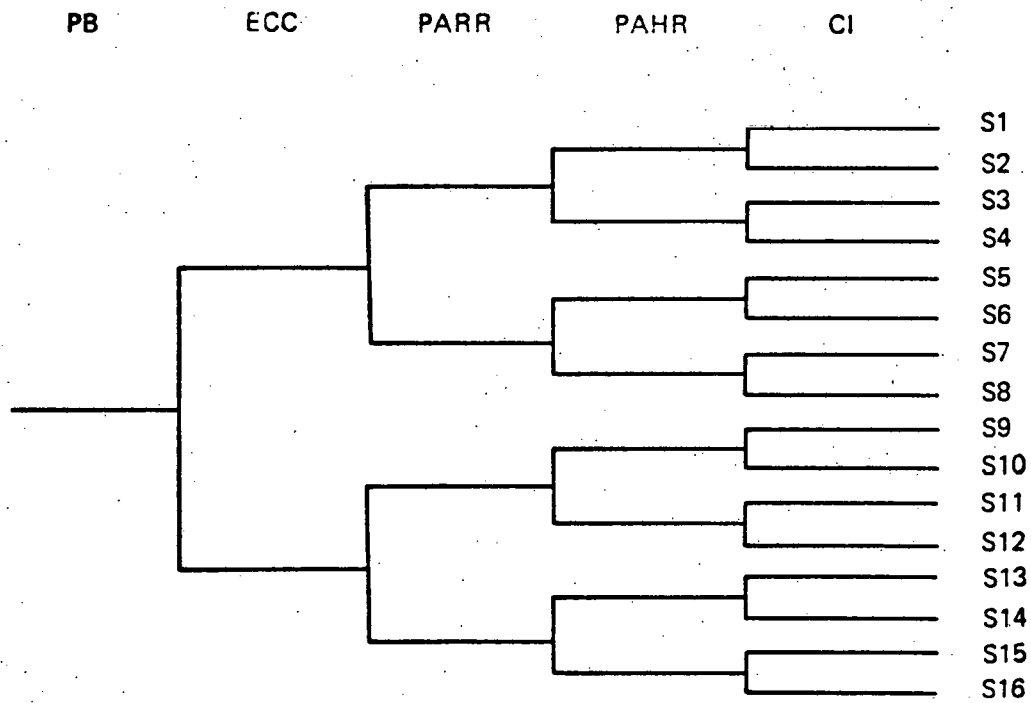 PB ECC PARR PAHR CI
S1
S2
S3
S4
S5
S6
S7
S8
S9
S10
S11
S12
S13
S14
S15
S16